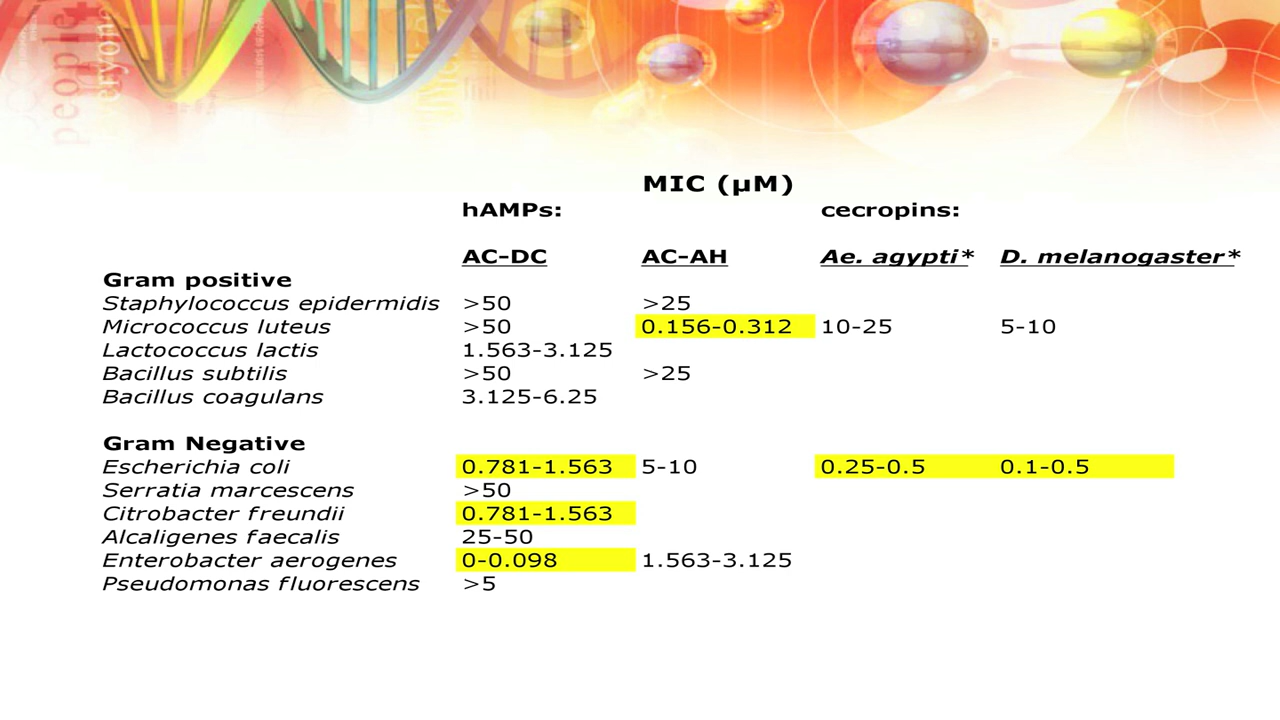 people
everyone
MIC (µM)
hAMPs: cecropins:
AC-DC AC-AH Ae. agypti* D. melanogaster*
Gram positive
Staphylococcus epidermidis >50 >25
Micrococcus luteus >50 0.156-0.312 10-25 5-10
Lactococcus lactis 1.563-3.125
Bacillus subtilis >50 >25
Bacillus coagulans 3.125-6.25
Gram Negative
Escherichia coli 0.781-1.563 5-10 0.25-0.5 0.1-0.5
Serratia marcescens >50
Citrobacter freundii 0.781-1.563
Alcaligenes faecalis 25-50
Enterobacter aerogenes 0-0.098 1.563-3.125
Pseudomonas fluorescens >5